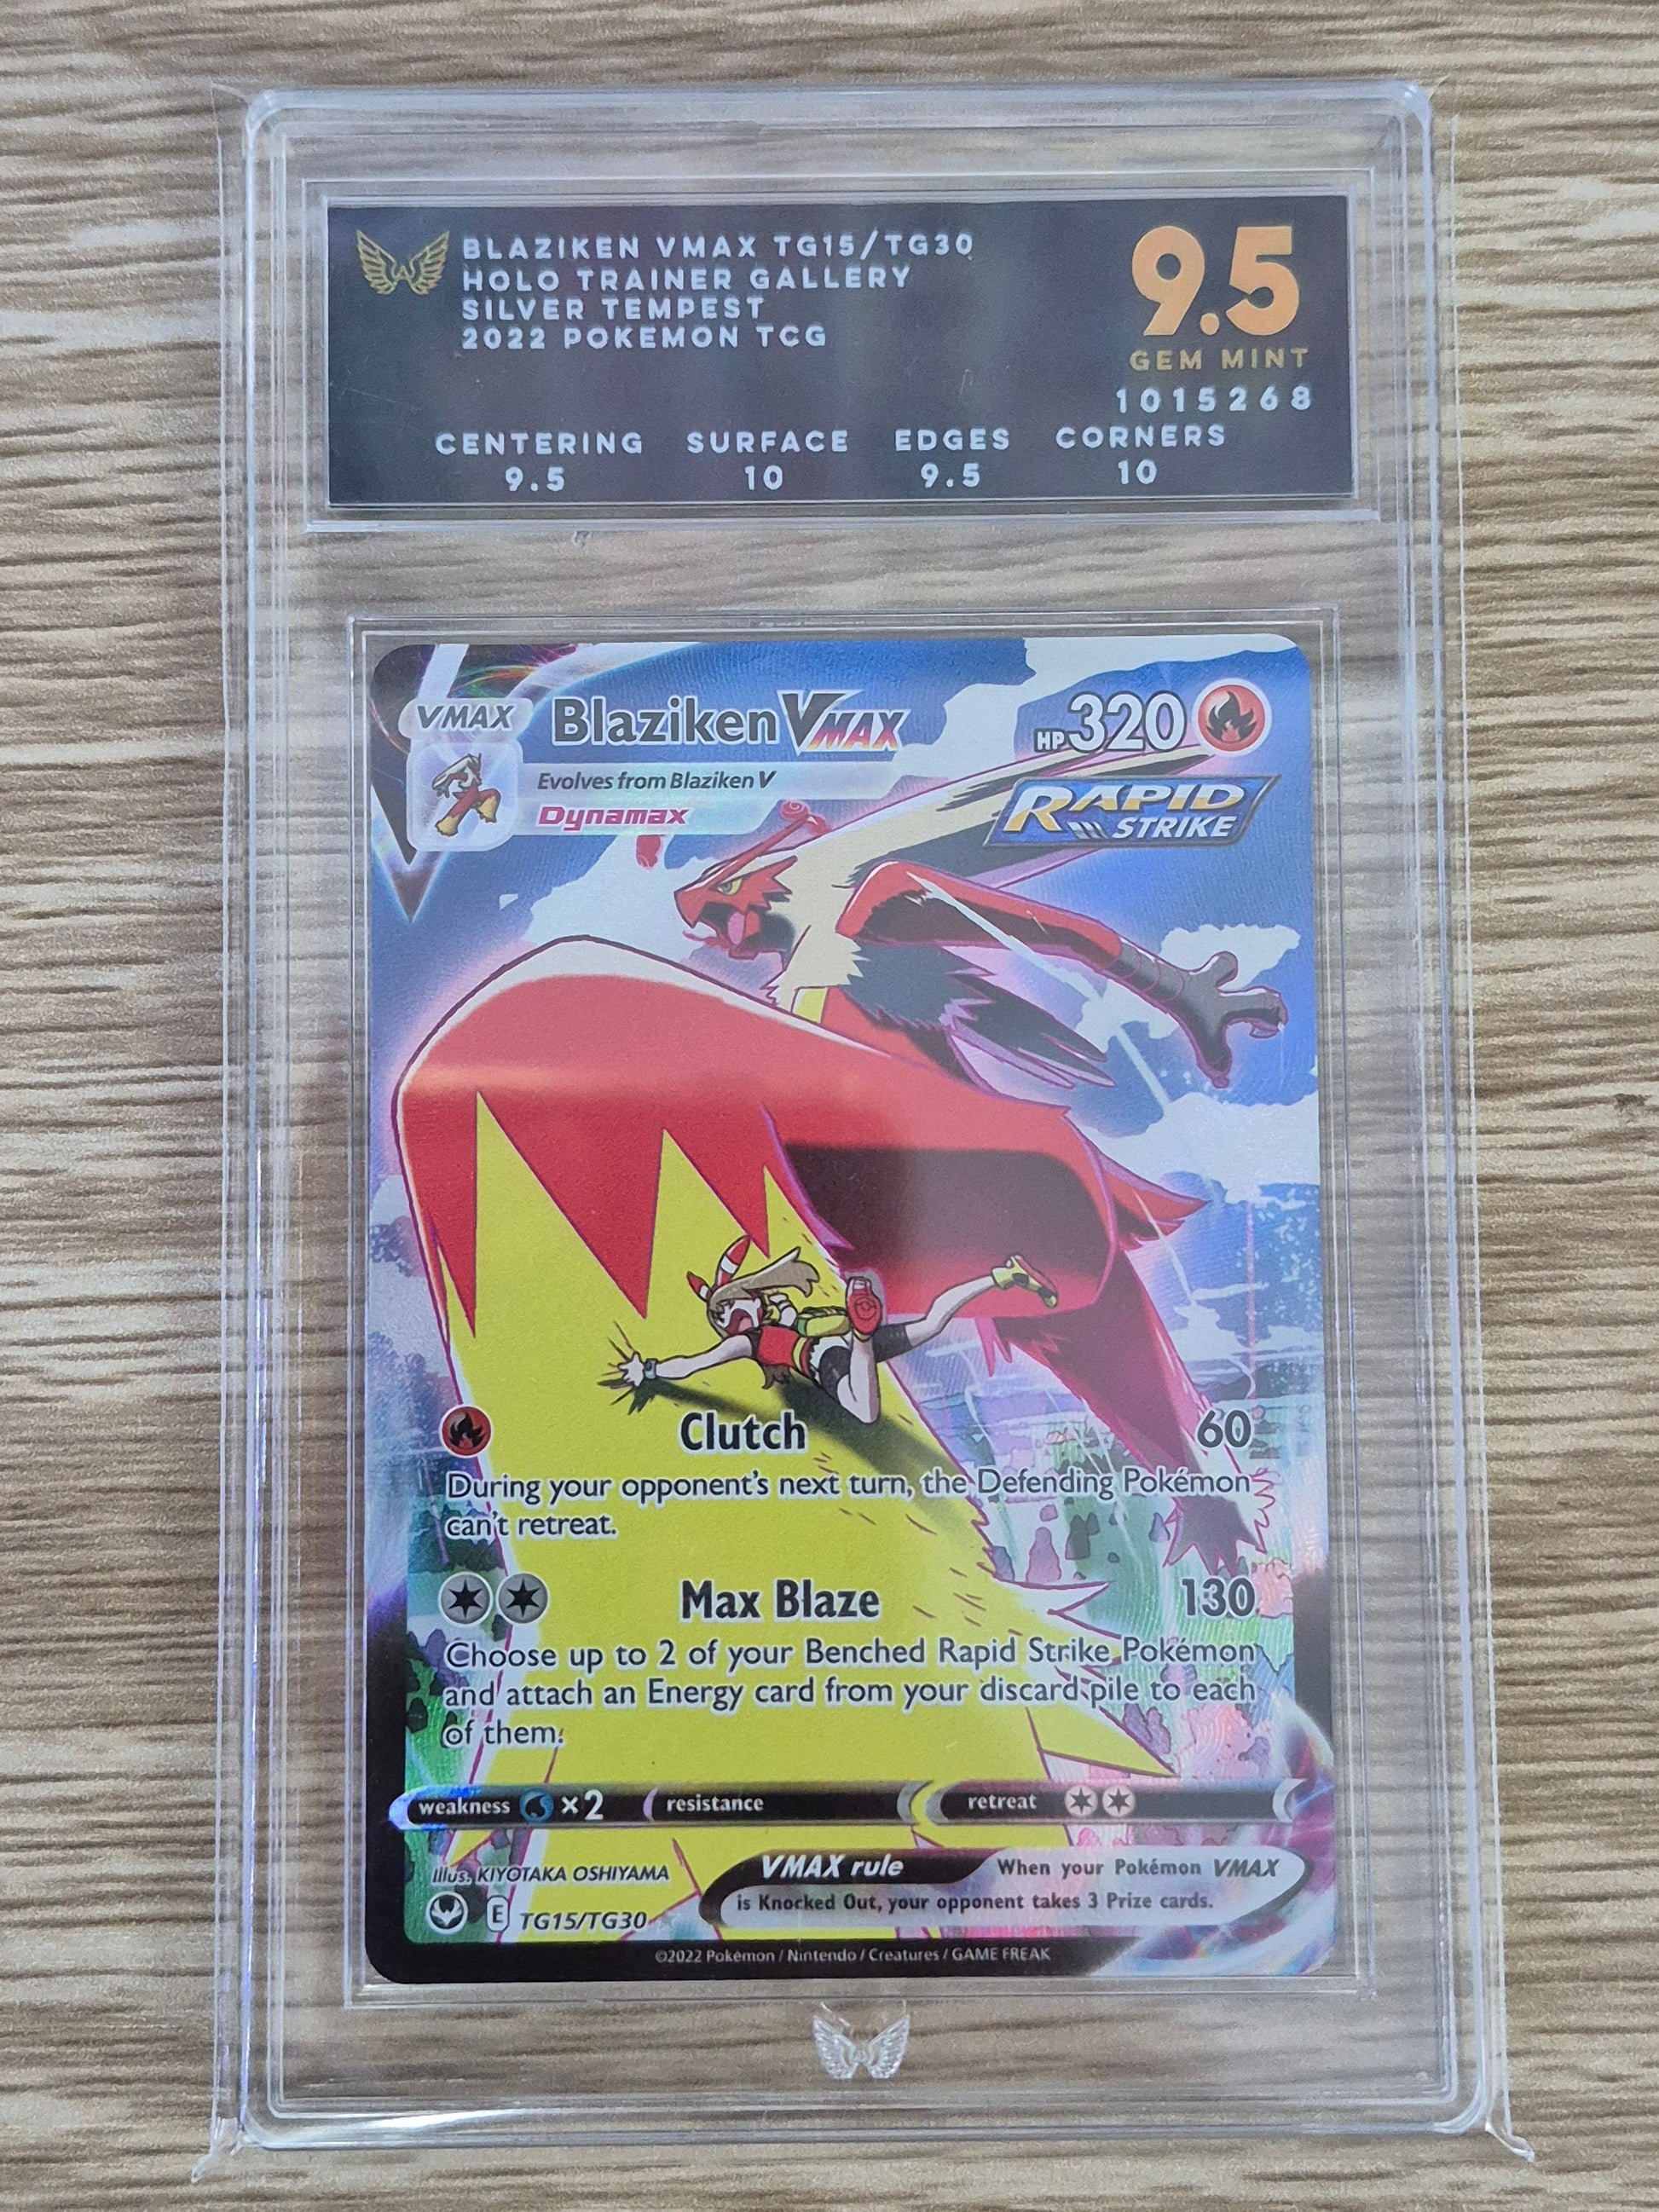 BLAZIKEN VMAX TG15/TG30
HOLO TRAINER GALLERY
SILVER TEMPEST
2022 POKEMON TCG
9.5
GEM MINT
1015268
CENTERING SURFACE EDGES CORNERS
9.5 10 9.5 10
VMAX Blaziken VMAX HP 320
Evolves from Blaziken V
Dynamax
RAPID
STRIKE
Clutch 60
During your opponent's next turn, the Defending Pokémon
can't retreat.
Max Blaze 130
Choose up to 2 of your Benched Rapid Strike Pokémon
and attach an Energy card from your discard pile to each
of them.
weakness ×2 resistance retreat
Illus. KIYOTAKA OSHIYAMA
VMAX rule When your Pokémon VMAX
is Knocked Out, your opponent takes 3 Prize cards.
E TG15/TG30
©2022 Pokémon / Nintendo / Creatures / GAME FREAK